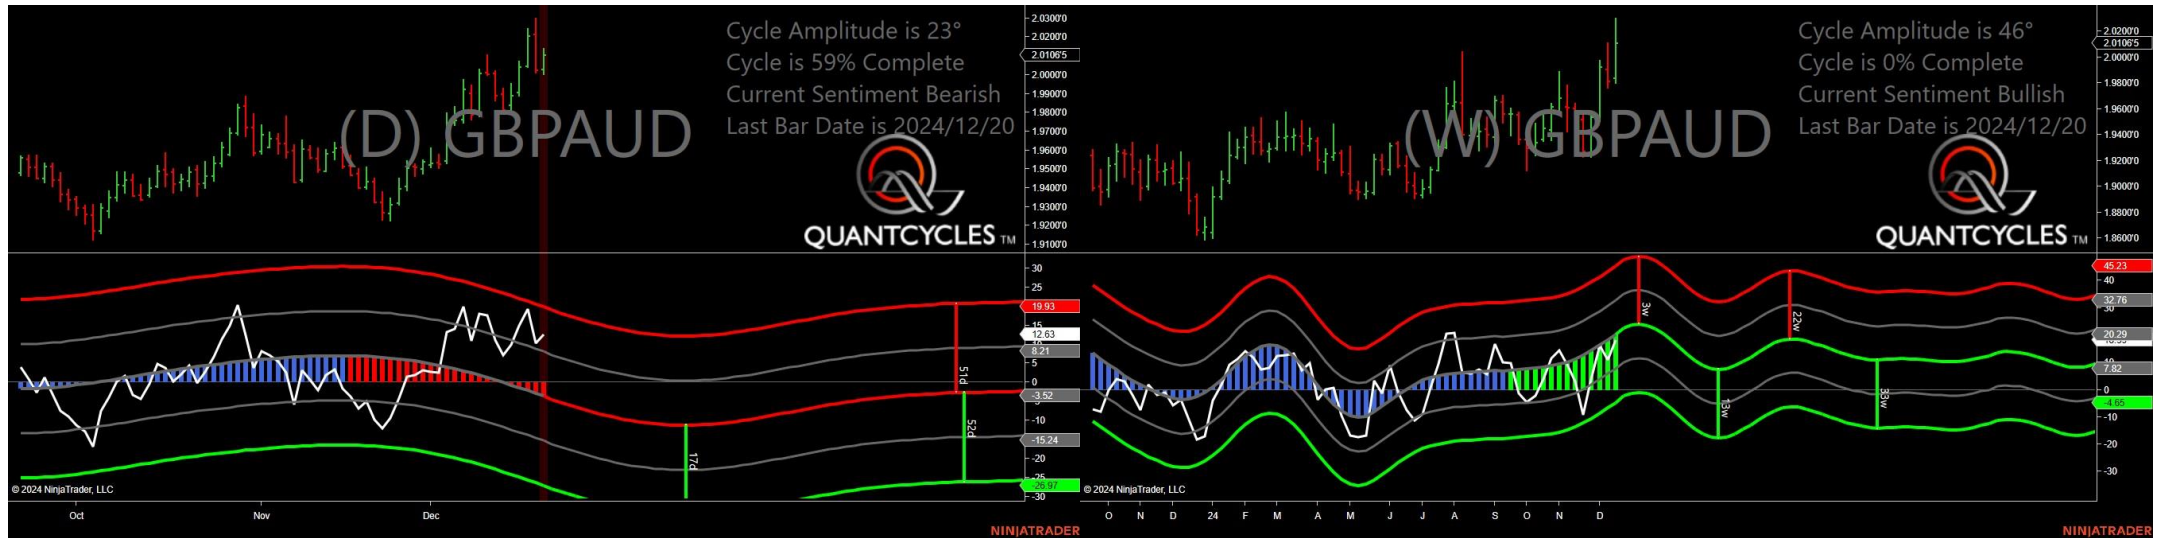 Cycle Amplitude is 23°
Cycle is 59% Complete
Current Sentiment Bearish
Last Bar Date is 2024/12/20
(D) GBPAUD
QUANTCYCLES TM
2.0300'0
2.0200'0
2.0106'5
2.0000'0
1.9900'0
1.9800'0
1.9700'0
1.9600'0
1.9500'0
1.9400'0
1.9300'0
1.9200'0
1.9100'0
30
25
19.93
15
12.63
8.21
5
0
-3.52
-10
-15.24
-20
-26.97
-30
51d
52d
17d
© 2024 NinjaTrader, LLC
Oct Nov Dec
NINJATRADER
Cycle Amplitude is 46°
Cycle is 0% Complete
Current Sentiment Bullish
Last Bar Date is 2024/12/20
(W) GBPAUD
QUANTCYCLES TM
2.0200'0
2.0106'5
2.0000'0
1.9800'0
1.9600'0
1.9400'0
1.9200'0
1.9000'0
1.8800'0
1.8600'0
45.23
40
32.76
20.29
7.82
0
-4.65
-10
-20
-30
3w
22w
13w
33w
© 2024 NinjaTrader, LLC
O N D 24 F M A M J J A S O N D
NINJATRADER